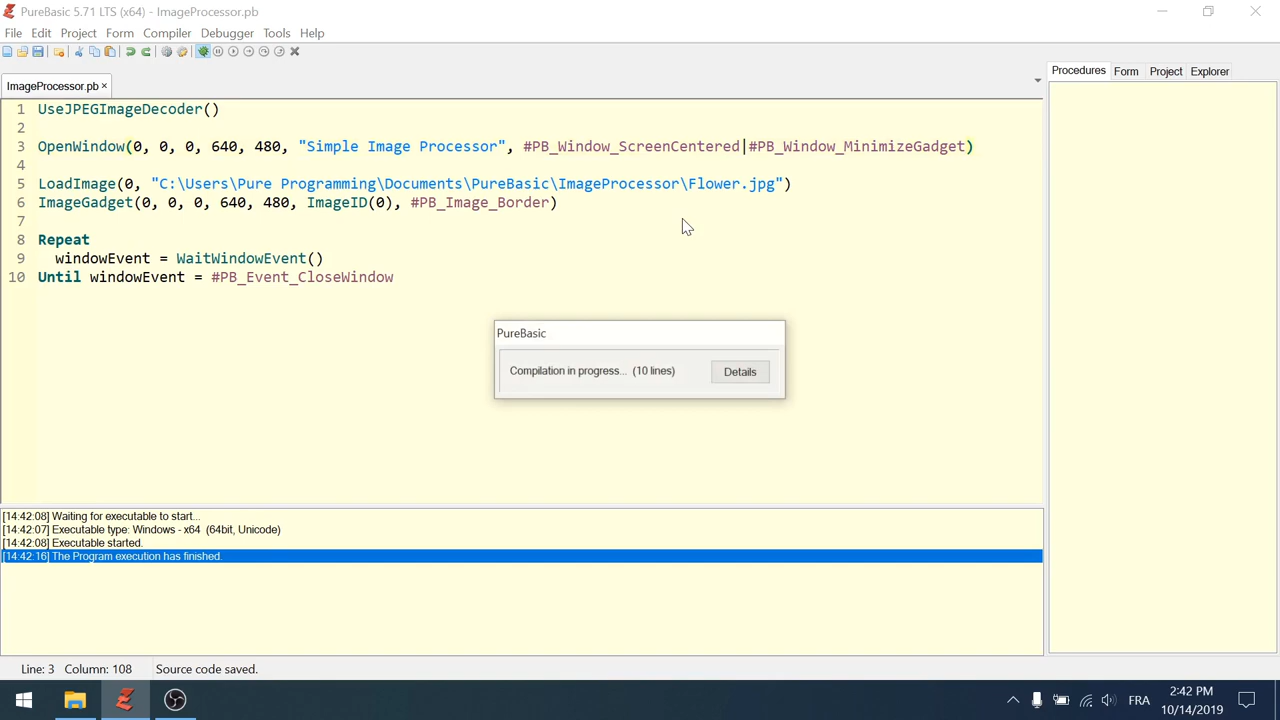 PureBasic 5.71 LTS (x64) - ImageProcessor.pb
File Edit Project Form Compiler Debugger Tools Help
ImageProcessor.pb ×
Procedures Form Project Explorer
1 UseJPEGImageDecoder()
2
3 OpenWindow(0, 0, 0, 640, 480, "Simple Image Processor", #PB_Window_ScreenCentered|#PB_Window_MinimizeGadget)
4
5 LoadImage(0, "C:\Users\Pure Programming\Documents\PureBasic\ImageProcessor\Flower.jpg")
6 ImageGadget(0, 0, 0, 640, 480, ImageID(0), #PB_Image_Border)
7
8 Repeat
9 windowEvent = WaitWindowEvent()
10 Until windowEvent = #PB_Event_CloseWindow
PureBasic
Compilation in progress... (10 lines)
Details
[14:42:08] Waiting for executable to start...
[14:42:07] Executable type: Windows - x64 (64bit, Unicode)
[14:42:08] Executable started.
[14:42:16] The Program execution has finished.
Line: 3 Column: 108 Source code saved.
FRA
2:42 PM
10/14/2019